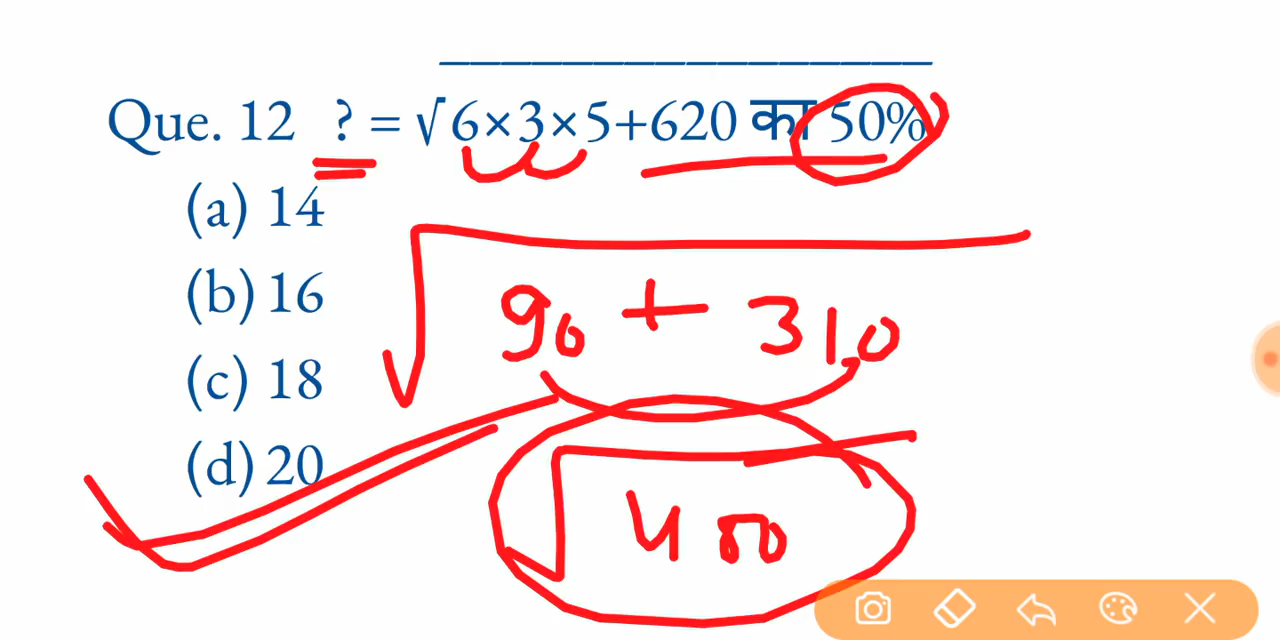 Que. 12 ? = √6×3×5+620 का 50%
(a) 14
(b) 16
(c) 18
(d) 20
√90 + 310
√400